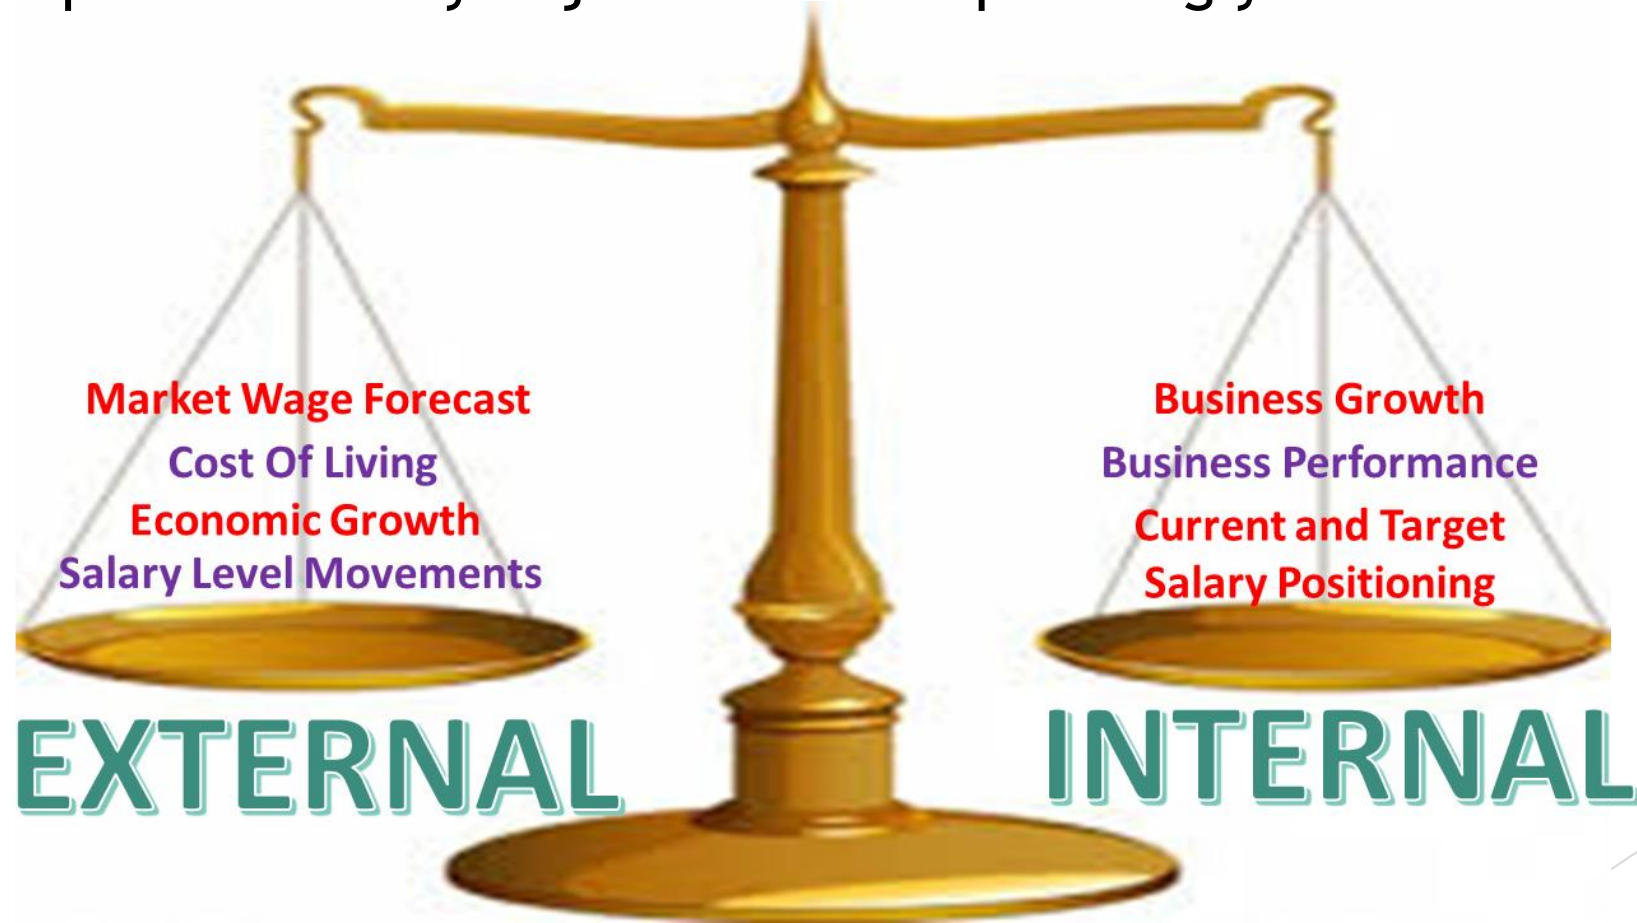 Market Wage Forecast
Cost Of Living
Economic Growth
Salary Level Movements
EXTERNAL
Business Growth
Business Performance
Current and Target
Salary Positioning
INTERNAL